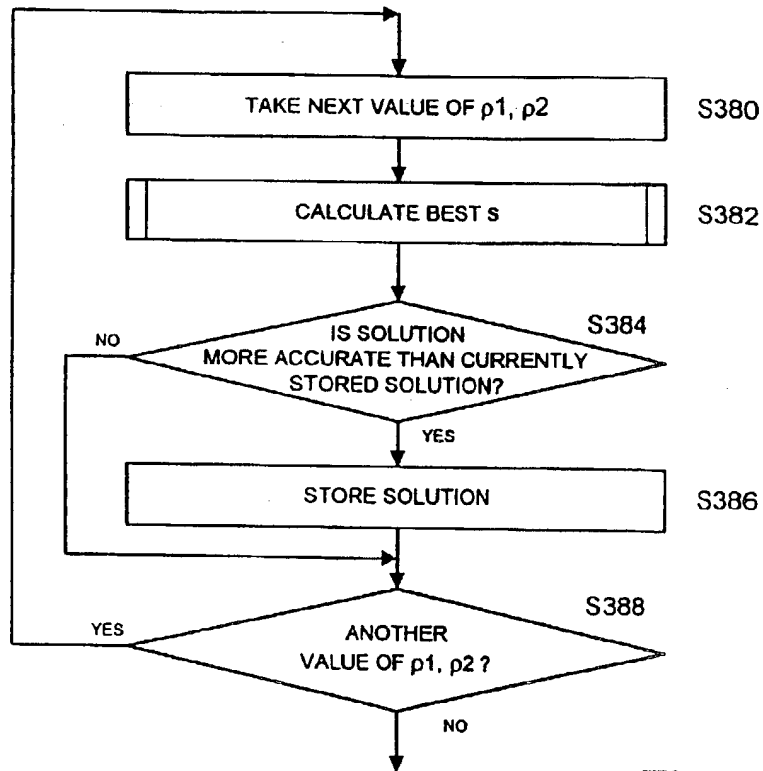 TAKE NEXT VALUE OF ρ1, ρ2
S380
CALCULATE BEST s
S382
S384
NO
IS SOLUTION
MORE ACCURATE THAN CURRENTLY
STORED SOLUTION?
YES
STORE SOLUTION
S386
S388
YES
ANOTHER
VALUE OF ρ1, ρ2 ?
NO